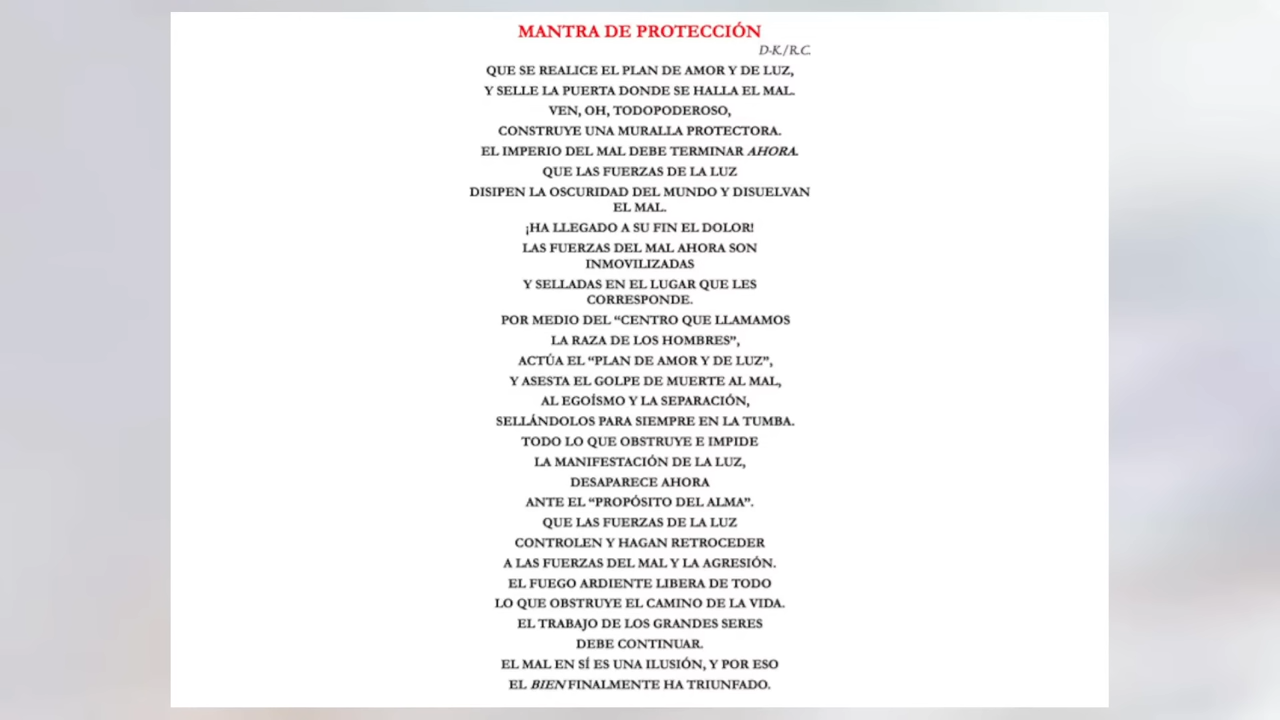 MANTRA DE PROTECCIÓN
D-K./R.C.
QUE SE REALICE EL PLAN DE AMOR Y DE LUZ,
Y SELLE LA PUERTA DONDE SE HALLA EL MAL.
VEN, OH, TODOPODEROSO,
CONSTRUYE UNA MURALLA PROTECTORA.
EL IMPERIO DEL MAL DEBE TERMINAR AHORA.
QUE LAS FUERZAS DE LA LUZ
DISIPEN LA OSCURIDAD DEL MUNDO Y DISUELVAN
EL MAL.
¡HA LLEGADO A SU FIN EL DOLOR!
LAS FUERZAS DEL MAL AHORA SON
INMOVILIZADAS
Y SELLADAS EN EL LUGAR QUE LES
CORRESPONDE.
POR MEDIO DEL “CENTRO QUE LLAMAMOS
LA RAZA DE LOS HOMBRES”,
ACTÚA EL “PLAN DE AMOR Y DE LUZ”,
Y ASESTA EL GOLPE DE MUERTE AL MAL,
AL EGOÍSMO Y LA SEPARACIÓN,
SELLÁNDOLOS PARA SIEMPRE EN LA TUMBA.
TODO LO QUE OBSTRUYE E IMPIDE
LA MANIFESTACIÓN DE LA LUZ,
DESAPARECE AHORA
ANTE EL “PROPÓSITO DEL ALMA”.
QUE LAS FUERZAS DE LA LUZ
CONTROLEN Y HAGAN RETROCEDER
A LAS FUERZAS DEL MAL Y LA AGRESIÓN.
EL FUEGO ARDIENTE LIBERA DE TODO
LO QUE OBSTRUYE EL CAMINO DE LA VIDA.
EL TRABAJO DE LOS GRANDES SERES
DEBE CONTINUAR.
EL MAL EN SÍ ES UNA ILUSIÓN, Y POR ESO
EL BIEN FINALMENTE HA TRIUNFADO.